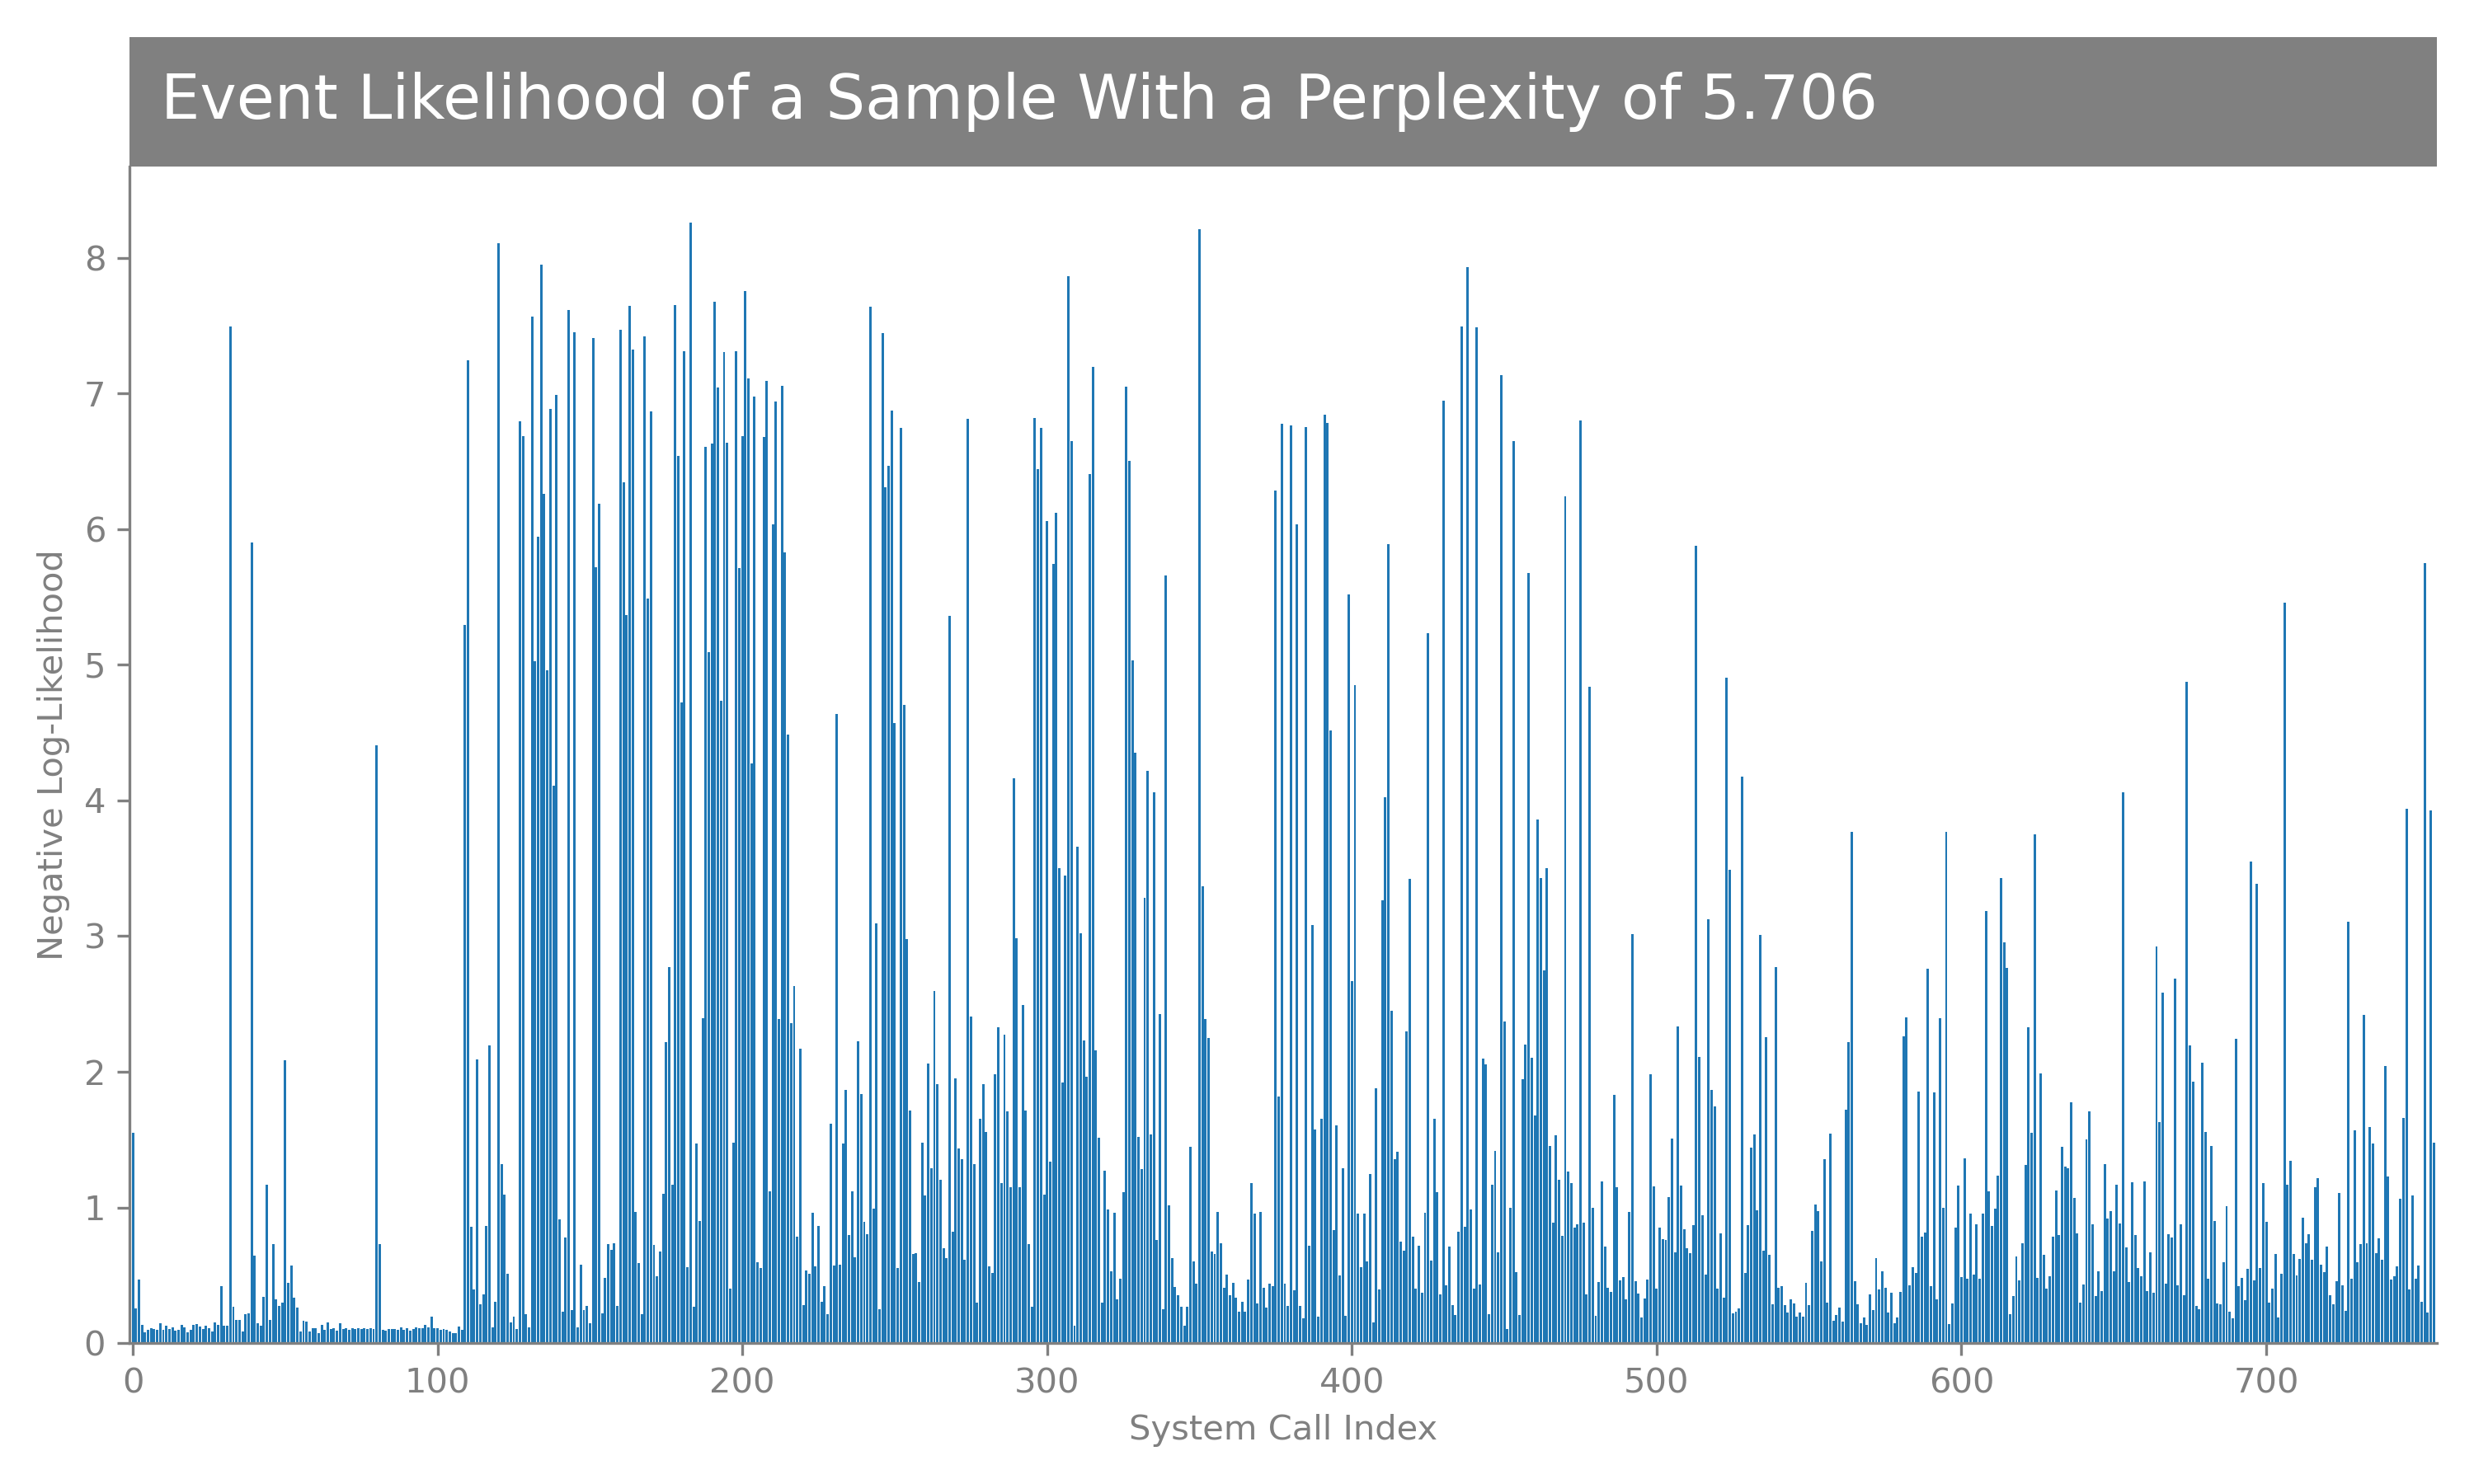 Event Likelihood of a Sample With a Perplexity of 5.706
8
7
6
5
4
3
2
1
0
Negative Log-Likelihood
0 100 200 300 400 500 600 700
System Call Index